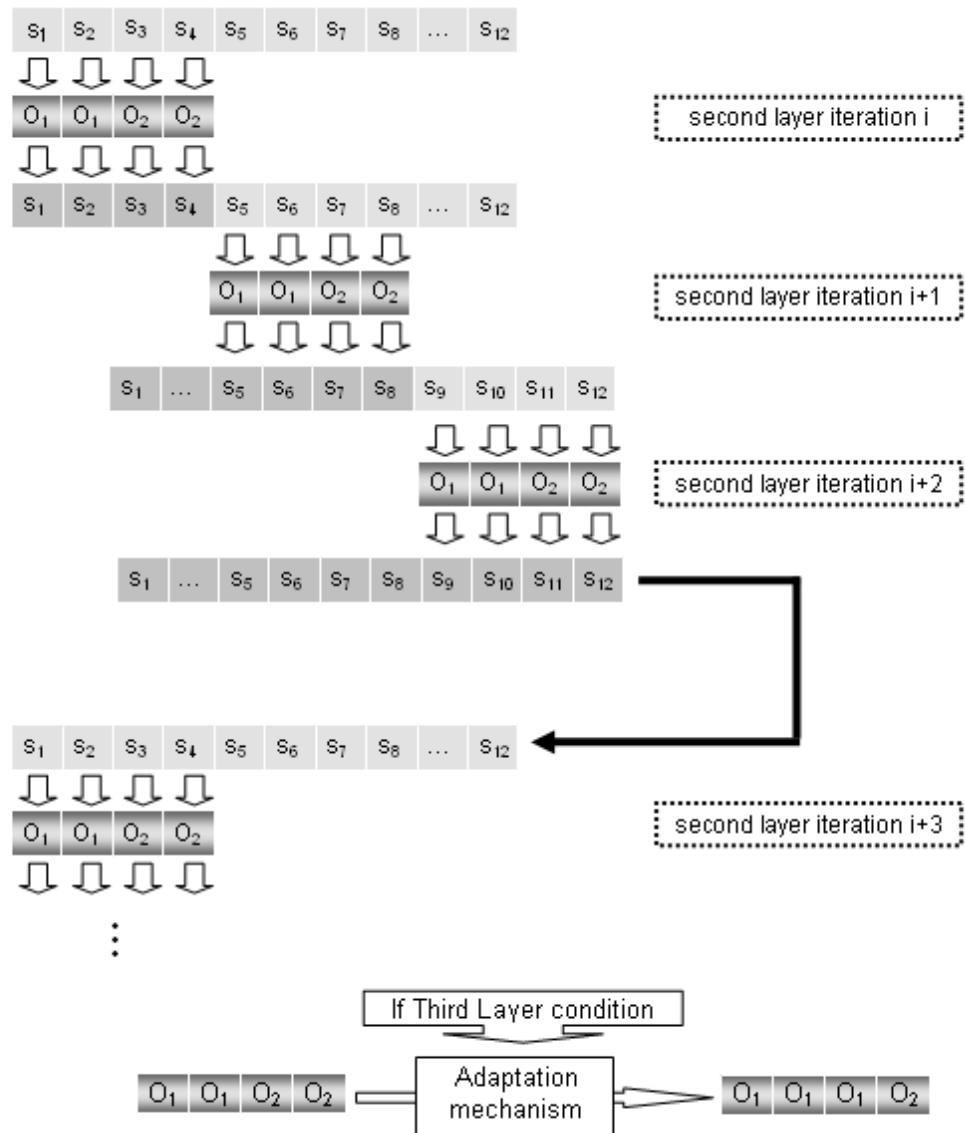 S₁ S₂ S₃ S₄ S₅ S₆ S₇ S₈ ... S₁₂
O₁ O₁ O₂ O₂
second layer iteration i
S₁ S₂ S₃ S₄ S₅ S₆ S₇ S₈ ... S₁₂
O₁ O₁ O₂ O₂
second layer iteration i+1
S₁ ... S₅ S₆ S₇ S₈ S₉ S₁₀ S₁₁ S₁₂
O₁ O₁ O₂ O₂
second layer iteration i+2
S₁ ... S₅ S₆ S₇ S₈ S₉ S₁₀ S₁₁ S₁₂
S₁ S₂ S₃ S₄ S₅ S₆ S₇ S₈ ... S₁₂
O₁ O₁ O₂ O₂
second layer iteration i+3
⋮
If Third Layer condition
O₁ O₁ O₂ O₂
Adaptation
mechanism
O₁ O₁ O₁ O₂